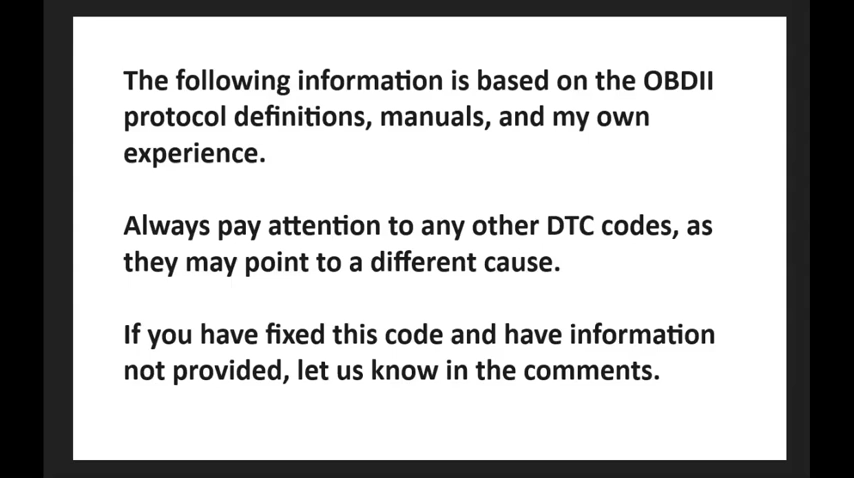 The following information is based on the OBDII
protocol definitions, manuals, and my own
experience.
Always pay attention to any other DTC codes, as
they may point to a different cause.
If you have fixed this code and have information
not provided, let us know in the comments.